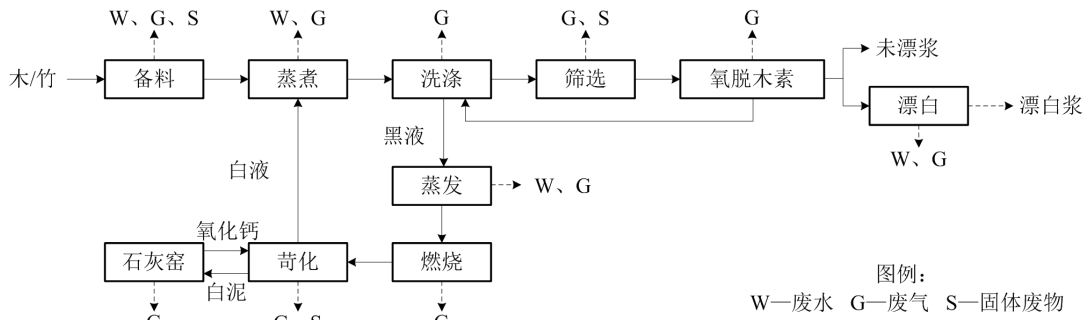 W、G、S
W、G
G
G、S
G
木/竹
备料
蒸煮
洗涤
筛选
氧脱木素
未漂浆
漂白
漂白浆
W、G
黑液
白液
蒸发
W、G
氧化钙
石灰窑
苛化
燃烧
白泥
G
G、S
G
图例：
W—废水 G—废气 S—固体废物